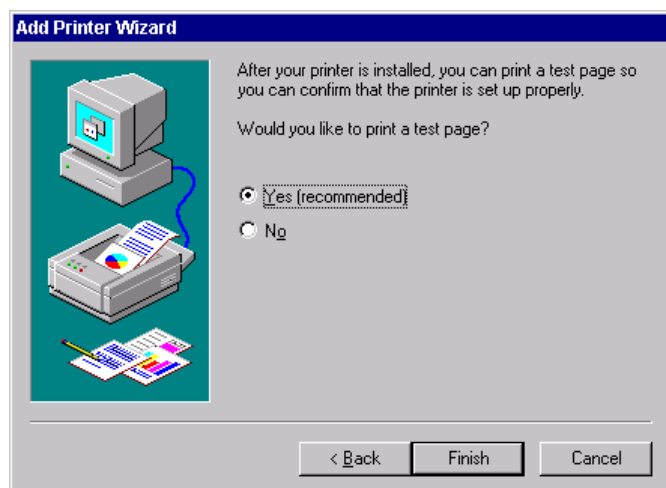 Add Printer Wizard
After your printer is installed, you can print a test page so
you can confirm that the printer is set up properly.
Would you like to print a test page?
Yes (recommended)
No
< Back
Finish
Cancel